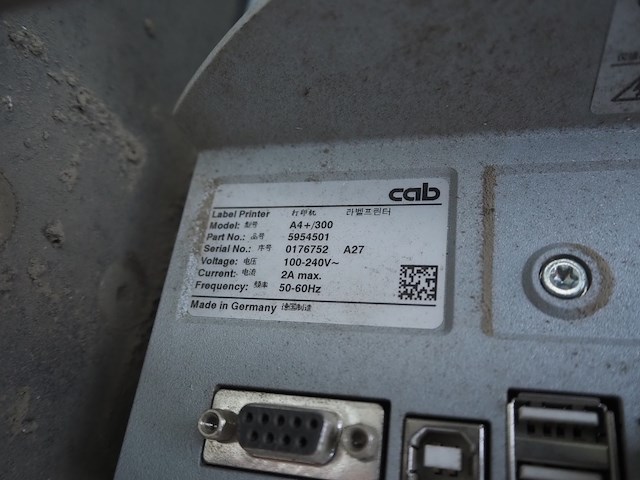 cab
Label Printer 打印机 라벨프린터
Model: 型号 A4+/300
Part No.: 品号 5954501
Serial No.: 序号 0176752 A27
Voltage: 电压 100-240V~
Current: 电流 2A max.
Frequency: 频率 50-60Hz
Made in Germany 德国制造